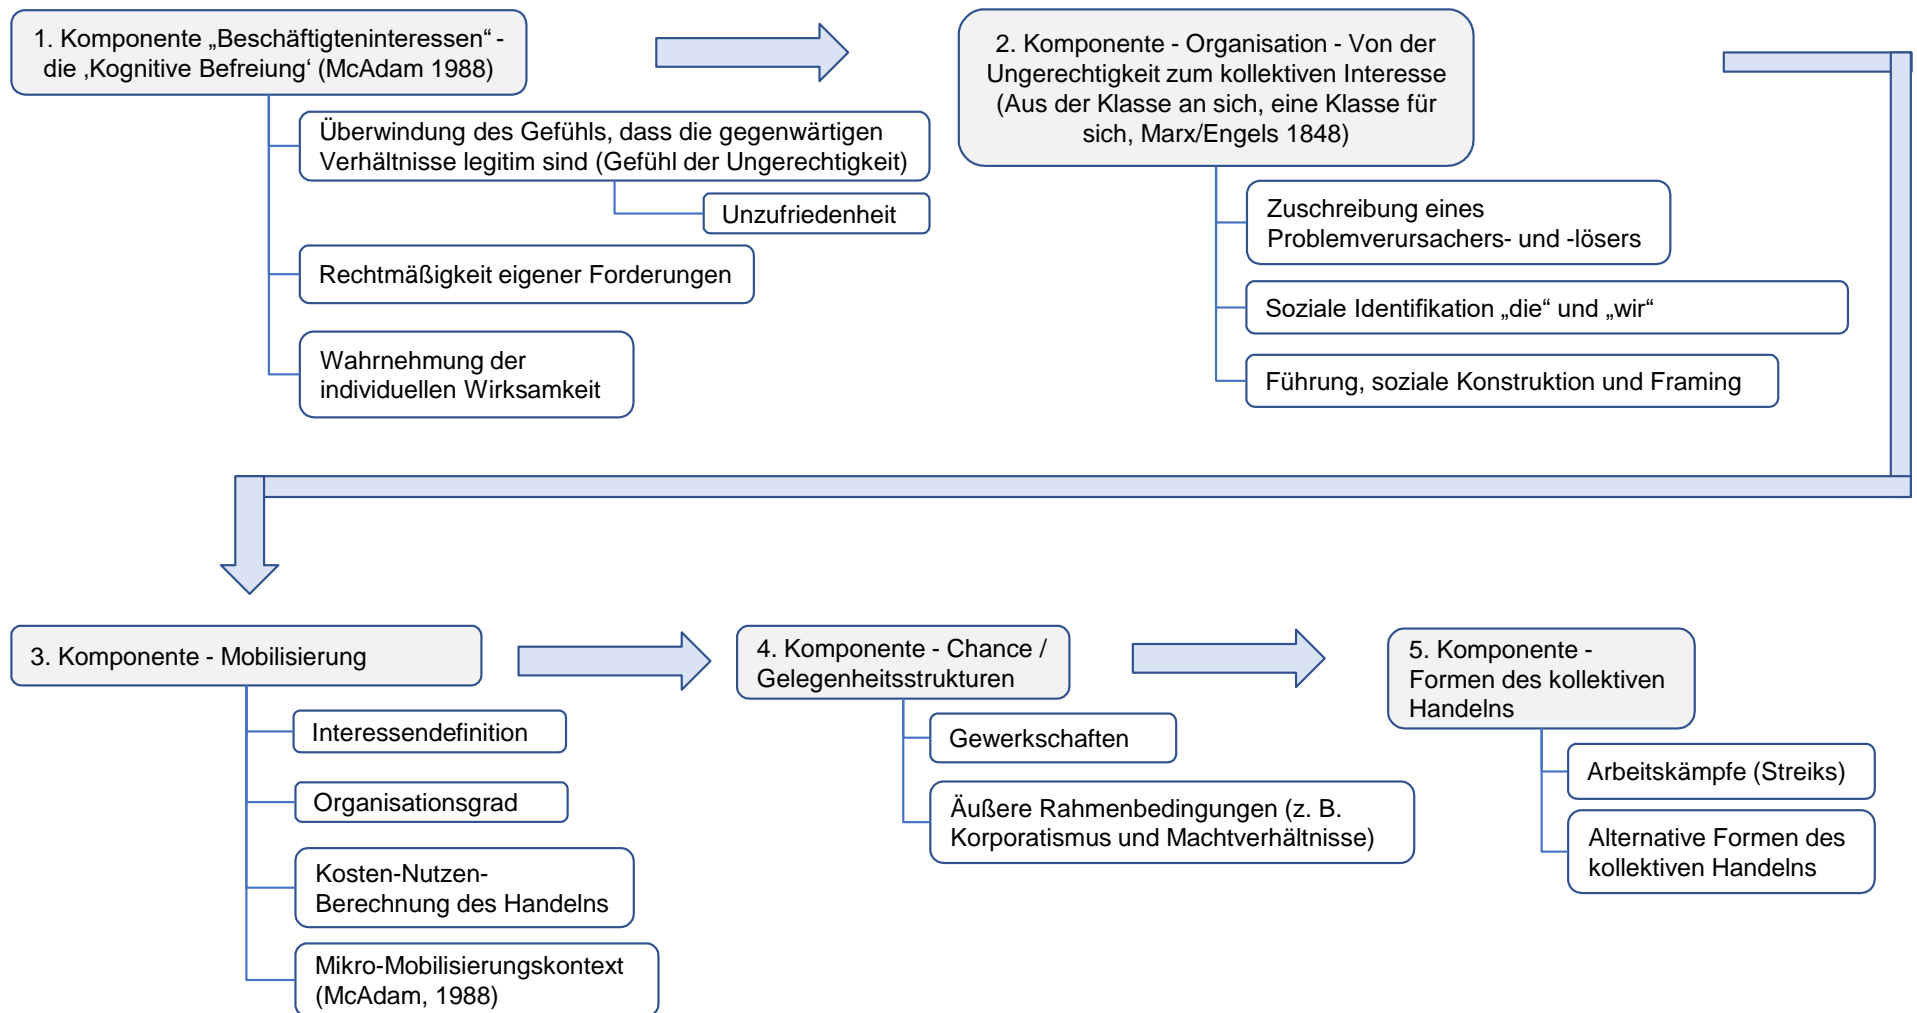 1. Komponente „Beschäftigteninteressen“ -
die ‚Kognitive Befreiung‘ (McAdam 1988)
Überwindung des Gefühls, dass die gegenwärtigen
Verhältnisse legitim sind (Gefühl der Ungerechtigkeit)
Unzufriedenheit
Rechtmäßigkeit eigener Forderungen
Wahrnehmung der
individuellen Wirksamkeit
2. Komponente - Organisation - Von der
Ungerechtigkeit zum kollektiven Interesse
(Aus der Klasse an sich, eine Klasse für
sich, Marx/Engels 1848)
Zuschreibung eines
Problemverursachers- und -lösers
Soziale Identifikation „die“ und „wir“
Führung, soziale Konstruktion und Framing
3. Komponente - Mobilisierung
Interessendefinition
Organisationsgrad
Kosten-Nutzen-
Berechnung des Handelns
Mikro-Mobilisierungskontext
(McAdam, 1988)
4. Komponente - Chance /
Gelegenheitsstrukturen
Gewerkschaften
Äußere Rahmenbedingungen (z. B.
Korporatismus und Machtverhältnisse)
5. Komponente -
Formen des kollektiven
Handelns
Arbeitskämpfe (Streiks)
Alternative Formen des
kollektiven Handelns